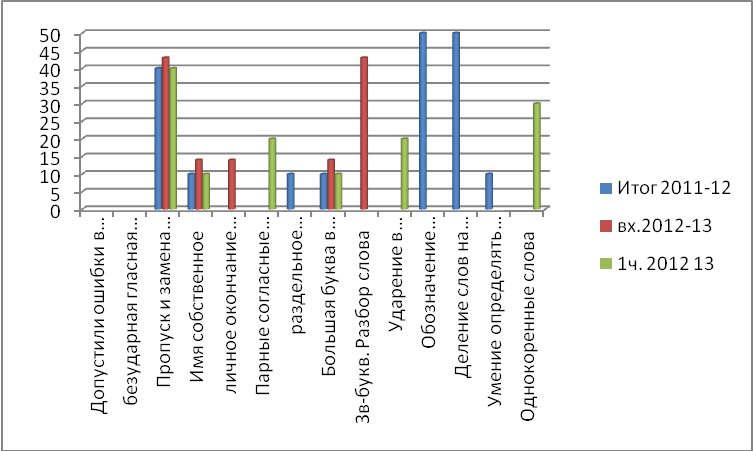 50
45
40
35
30
25
20
15
10
5
0
Допустили ошибки в...
безударная гласная...
Пропуск и замена...
Имя собственное
личное окончание...
Парные согласные...
раздельное...
Большая буква в...
Зв-букв. Разбор слова
Ударение в...
Обозначение...
Деление слов на...
Умение определять...
Однокоренные слова
Итог 2011-12
вх.2012-13
1ч. 2012 13